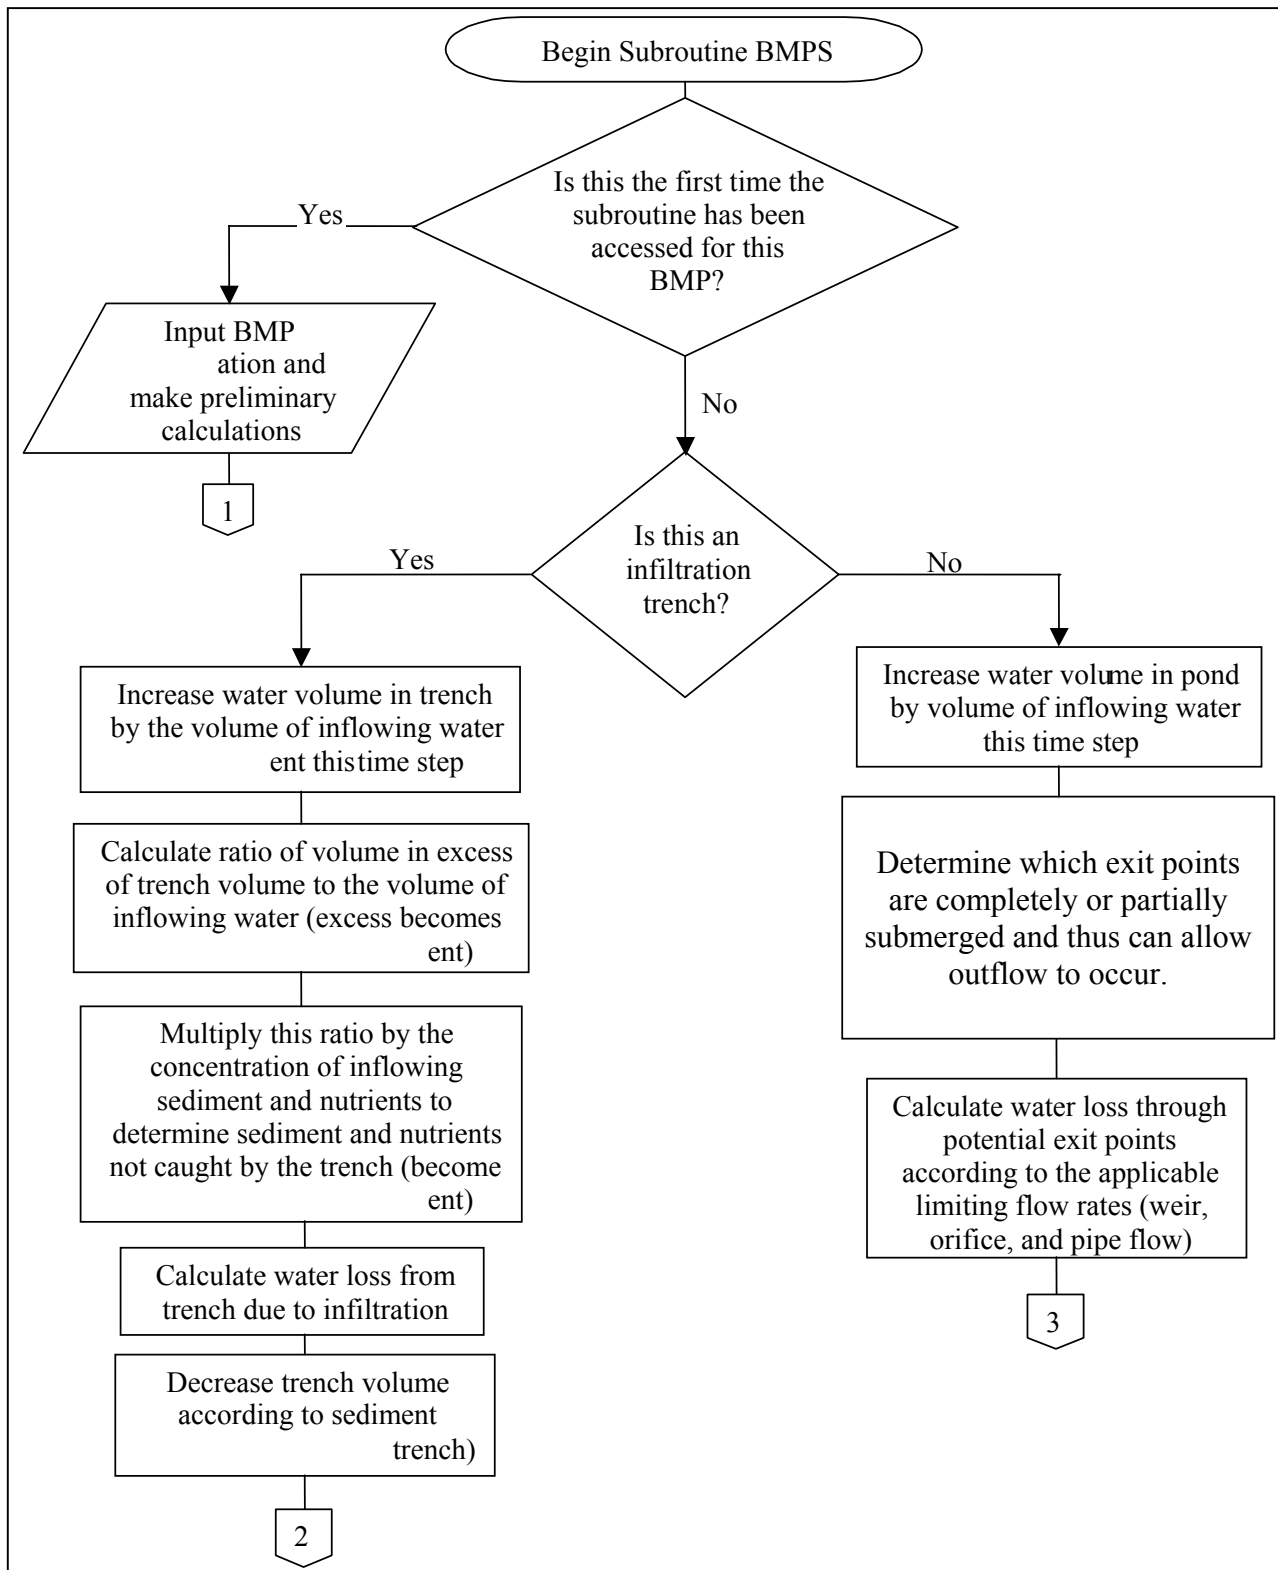 Begin Subroutine BMPS
Is this the first time the
subroutine has been
accessed for this
BMP?
Yes
Input BMP
ation and
make preliminary
calculations
1
No
Is this an
infiltration
trench?
Yes
No
Increase water volume in trench
by the volume of inflowing water
ent this time step
Calculate ratio of volume in excess
of trench volume to the volume of
inflowing water (excess becomes
ent)
Multiply this ratio by the
concentration of inflowing
sediment and nutrients to
determine sediment and nutrients
not caught by the trench (become
ent)
Calculate water loss from
trench due to infiltration
Decrease trench volume
according to sediment
trench)
2
Increase water volume in pond
by volume of inflowing water
this time step
Determine which exit points
are completely or partially
submerged and thus can allow
outflow to occur.
Calculate water loss through
potential exit points
according to the applicable
limiting flow rates (weir,
orifice, and pipe flow)
3